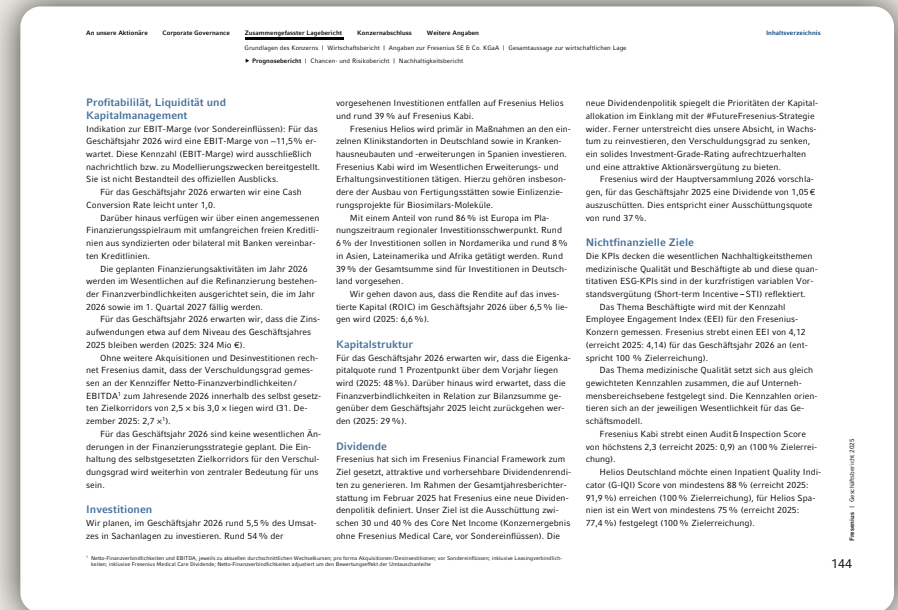 An unsere Aktionäre Corporate Governance Zusammengefasster Lagebericht Konzernabschluss Weitere Angaben Inhaltsverzeichnis
Grundlagen des Konzerns | Wirtschaftsbericht | Angaben zur Fresenius SE & Co. KGaA | Gesamtaussage zur wirtschaftlichen Lage
► Prognosebericht | Chancen- und Risikobericht | Nachhaltigkeitsbericht
Profitabililät, Liquidität und
Kapitalmanagement
Indikation zur EBIT-Marge (vor Sondereinflüssen): Für das
Geschäftsjahr 2026 wird eine EBIT-Marge von ~11,5% er-
wartet. Diese Kennzahl (EBIT-Marge) wird ausschließlich
nachrichtlich bzw. zu Modellierungszwecken bereitgestellt.
Sie ist nicht Bestandteil des offiziellen Ausblicks.
Für das Geschäftsjahr 2026 erwarten wir eine Cash
Conversion Rate leicht unter 1,0.
Darüber hinaus verfügen wir über einen angemessenen
Finanzierungsspielraum mit umfangreichen freien Kreditli-
nien aus syndizierten oder bilateral mit Banken vereinbar-
ten Kreditlinien.
Die geplanten Finanzierungsaktivitäten im Jahr 2026
werden im Wesentlichen auf die Refinanzierung bestehen-
der Finanzverbindlichkeiten ausgerichtet sein, die im Jahr
2026 sowie im 1. Quartal 2027 fällig werden.
Für das Geschäftsjahr 2026 erwarten wir, dass die Zins-
aufwendungen etwa auf dem Niveau des Geschäftsjahres
2025 bleiben werden (2025: 324 Mio €).
Ohne weitere Akquisitionen und Desinvestitionen rech-
net Fresenius damit, dass der Verschuldungsgrad gemes-
sen an der Kennziffer Netto-Finanzverbindlichkeiten/
EBITDA¹ zum Jahresende 2026 innerhalb des selbst gesetz-
ten Zielkorridors von 2,5 × bis 3,0 × liegen wird (31. De-
zember 2025: 2,7 ×¹).
Für das Geschäftsjahr 2026 sind keine wesentlichen Än-
derungen in der Finanzierungsstrategie geplant. Die Ein-
haltung des selbstgesetzten Zielkorridors für den Verschul-
dungsgrad wird weiterhin von zentraler Bedeutung für uns
sein.
Investitionen
Wir planen, im Geschäftsjahr 2026 rund 5,5 % des Umsat-
zes in Sachanlagen zu investieren. Rund 54 % der
vorgesehenen Investitionen entfallen auf Fresenius Helios
und rund 39 % auf Fresenius Kabi.
Fresenius Helios wird primär in Maßnahmen an den ein-
zelnen Klinikstandorten in Deutschland sowie in Kranken-
hausneubauten und -erweiterungen in Spanien investieren.
Fresenius Kabi wird im Wesentlichen Erweiterungs- und
Erhaltungsinvestitionen tätigen. Hierzu gehören insbeson-
dere der Ausbau von Fertigungsstätten sowie Einlizenzie-
rungsprojekte für Biosimilars-Moleküle.
Mit einem Anteil von rund 86 % ist Europa im Pla-
nungszeitraum regionaler Investitionsschwerpunkt. Rund
6 % der Investitionen sollen in Nordamerika und rund 8 %
in Asien, Lateinamerika und Afrika getätigt werden. Rund
39 % der Gesamtsumme sind für Investitionen in Deutsch-
land vorgesehen.
Wir gehen davon aus, dass die Rendite auf das inves-
tierte Kapital (ROIC) im Geschäftsjahr 2026 über 6,5 % lie-
gen wird (2025: 6,6 %).
Kapitalstruktur
Für das Geschäftsjahr 2026 erwarten wir, dass die Eigenka-
pitalquote rund 1 Prozentpunkt über dem Vorjahr liegen
wird (2025: 48 %). Darüber hinaus wird erwartet, dass die
Finanzverbindlichkeiten in Relation zur Bilanzsumme ge-
genüber dem Geschäftsjahr 2025 leicht zurückgehen wer-
den (2025: 29 %).
Dividende
Fresenius hat sich im Fresenius Financial Framework zum
Ziel gesetzt, attraktive und vorhersehbare Dividendenrendi-
ten zu generieren. Im Rahmen der Gesamtjahresberichter-
stattung im Februar 2025 hat Fresenius eine neue Dividen-
denpolitik definiert. Unser Ziel ist die Ausschüttung zwi-
schen 30 und 40 % des Core Net Income (Konzernergebnis
ohne Fresenius Medical Care, vor Sondereinflüssen). Die
neue Dividendenpolitik spiegelt die Prioritäten der Kapital-
allokation im Einklang mit der #FutureFresenius-Strategie
wider. Ferner unterstreicht dies unsere Absicht, in Wachs-
tum zu reinvestieren, den Verschuldungsgrad zu senken,
ein solides Investment-Grade-Rating aufrechtzuerhalten
und eine attraktive Aktionärsvergütung zu bieten.
Fresenius wird der Hauptversammlung 2026 vorschla-
gen, für das Geschäftsjahr 2025 eine Dividende von 1,05 €
auszuschütten. Dies entspricht einer Ausschüttungsquote
von rund 37 %.
Nichtfinanzielle Ziele
Die KPIs decken die wesentlichen Nachhaltigkeitsthemen
medizinische Qualität und Beschäftigte ab und diese quan-
titativen ESG-KPIs sind in der kurzfristigen variablen Vor-
standsvergütung (Short-term Incentive – STI) reflektiert.
Das Thema Beschäftigte wird mit der Kennzahl
Employee Engagement Index (EEI) für den Fresenius-
Konzern gemessen. Fresenius strebt einen EEI von 4,12
(erreicht 2025: 4,14) für das Geschäftsjahr 2026 an (ent-
spricht 100 % Zielerreichung).
Das Thema medizinische Qualität setzt sich aus gleich
gewichteten Kennzahlen zusammen, die auf Unterneh-
mensbereichsebene festgelegt sind. Die Kennzahlen orien-
tieren sich an der jeweiligen Wesentlichkeit für das Ge-
schäftsmodell.
Fresenius Kabi strebt einen Audit & Inspection Score
von höchstens 2,3 (erreicht 2025: 0,9) an (100 % Zielerrei-
chung).
Helios Deutschland möchte einen Inpatient Quality Indi-
cator (G-IQI) Score von mindestens 88 % (erreicht 2025:
91,9 %) erreichen (100 % Zielerreichung), für Helios Spa-
nien ist ein Wert von mindestens 75 % (erreicht 2025:
77,4 %) festgelegt (100 % Zielerreichung).
¹ Netto-Finanzverbindlichkeiten und EBITDA, jeweils zu aktuellen durchschnittlichen Wechselkursen; pro forma Akquisitionen/Desinvestitionen; vor Sondereinflüssen; inklusive Leasingverbindlich-
keiten; inklusive Fresenius Medical Care Dividende; Netto-Finanzverbindlichkeiten adjustiert um den Bewertungseffekt der Umtauschanleihe
Fresenius | Geschäftsbericht 2025
144